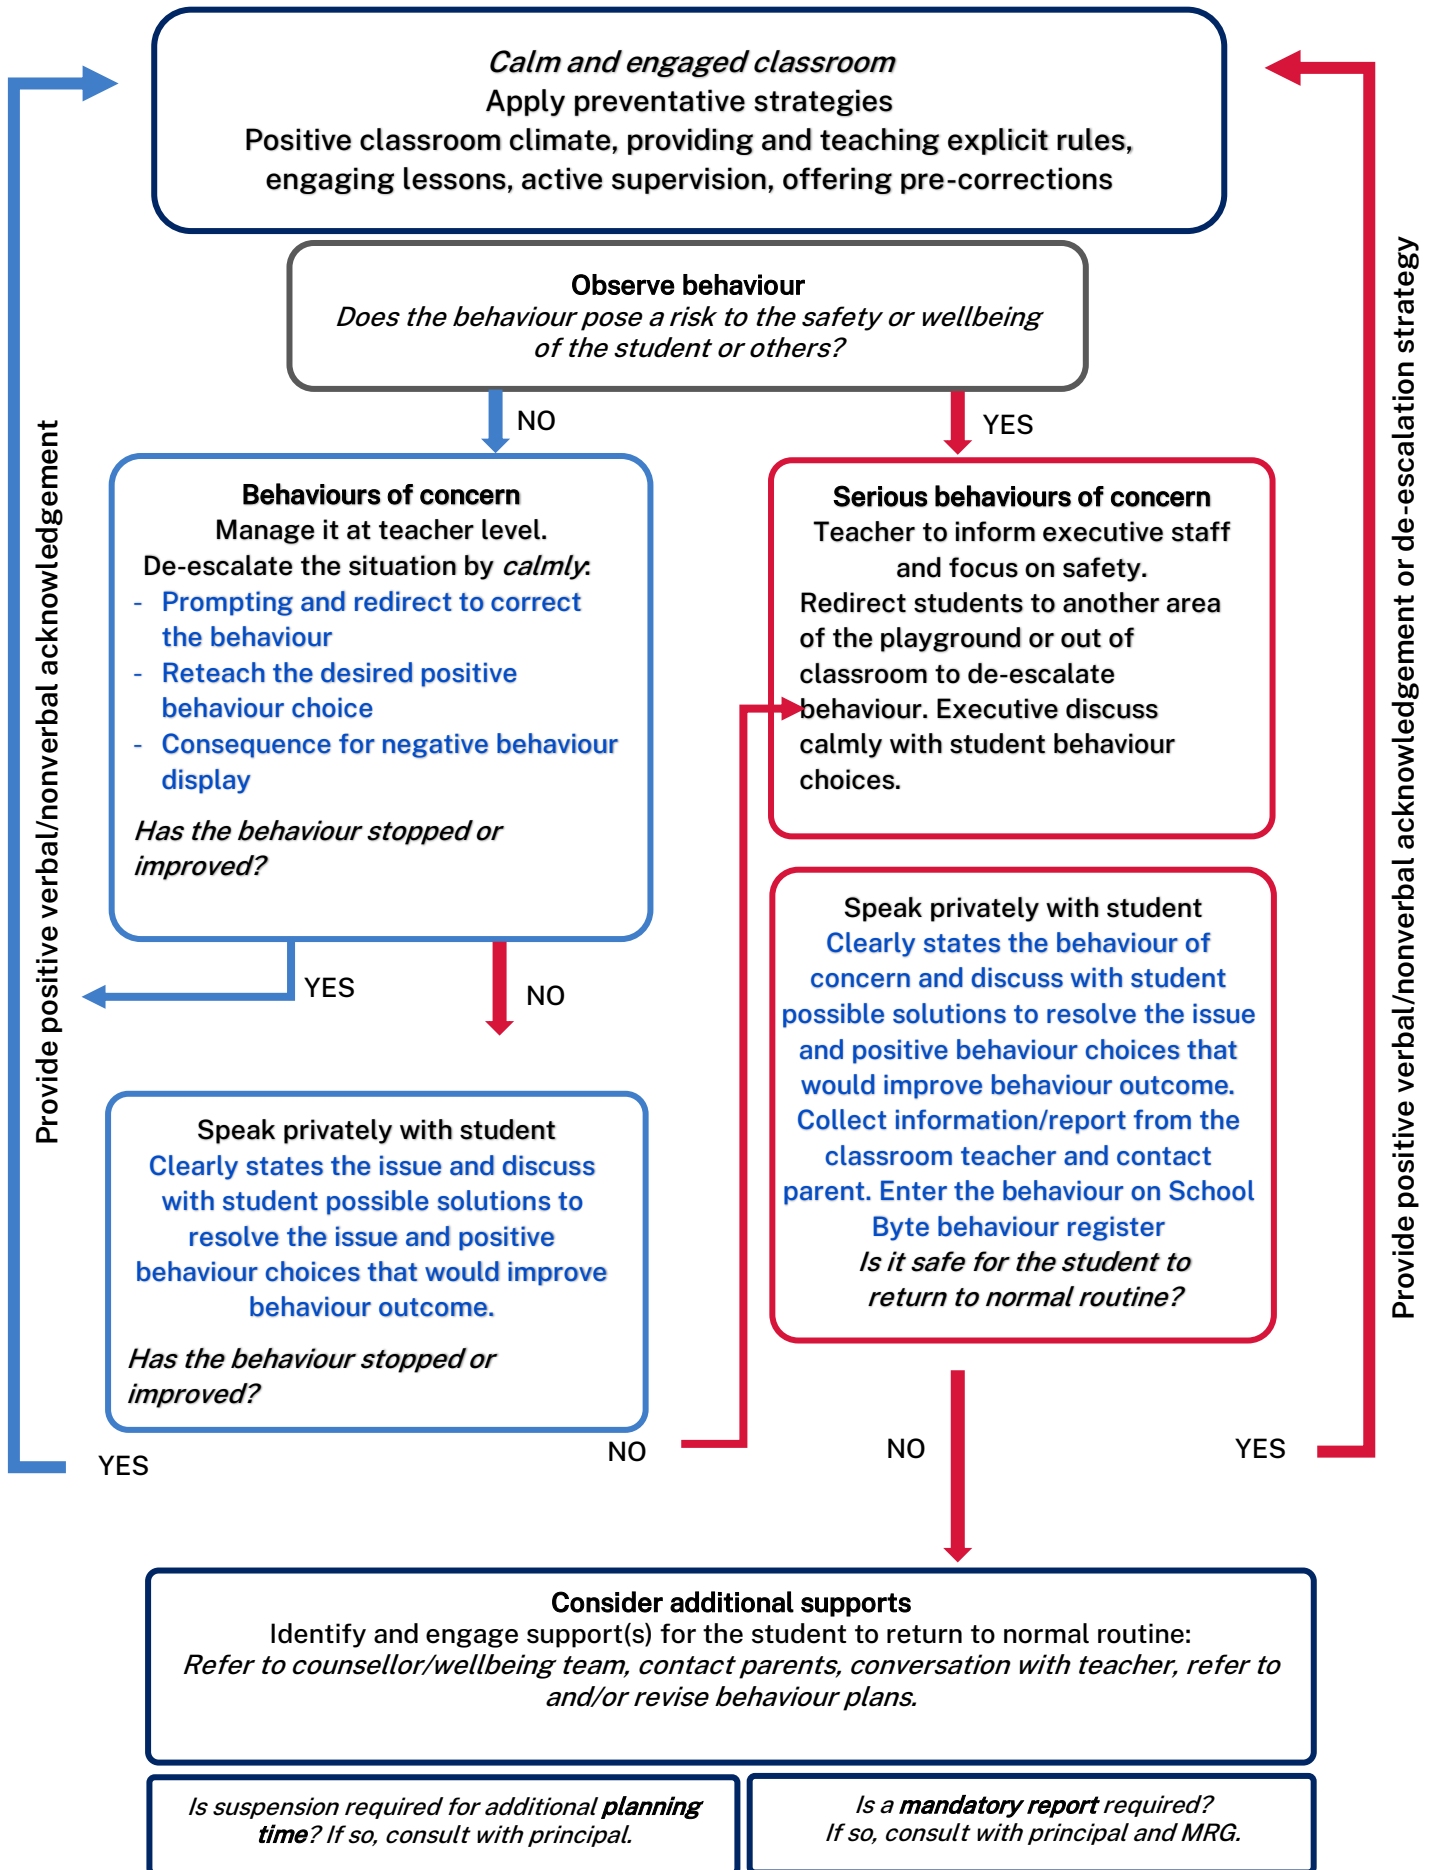 Calm and engaged classroom
Apply preventative strategies
Positive classroom climate, providing and teaching explicit rules,
engaging lessons, active supervision, offering pre-corrections
Observe behaviour
Does the behaviour pose a risk to the safety or wellbeing
of the student or others?
NO
YES
Provide positive verbal/nonverbal acknowledgement
Behaviours of concern
Manage it at teacher level.
De-escalate the situation by calmly:
- Prompting and redirect to correct
the behaviour
- Reteach the desired positive
behaviour choice
- Consequence for negative behaviour
display
Has the behaviour stopped or
improved?
YES
NO
Speak privately with student
Clearly states the issue and discuss
with student possible solutions to
resolve the issue and positive
behaviour choices that would improve
behaviour outcome.
Has the behaviour stopped or
improved?
YES
NO
Serious behaviours of concern
Teacher to inform executive staff
and focus on safety.
Redirect students to another area
of the playground or out of
classroom to de-escalate
behaviour. Executive discuss
calmly with student behaviour
choices.
Speak privately with student
Clearly states the behaviour of
concern and discuss with student
possible solutions to resolve the issue
and positive behaviour choices that
would improve behaviour outcome.
Collect information/report from the
classroom teacher and contact
parent. Enter the behaviour on School
Byte behaviour register
Is it safe for the student to
return to normal routine?
NO
YES
Provide positive verbal/nonverbal acknowledgement or de-escalation strategy
Consider additional supports
Identify and engage support(s) for the student to return to normal routine:
Refer to counsellor/wellbeing team, contact parents, conversation with teacher, refer to
and/or revise behaviour plans.
Is suspension required for additional planning
time? If so, consult with principal.
Is a mandatory report required?
If so, consult with principal and MRG.